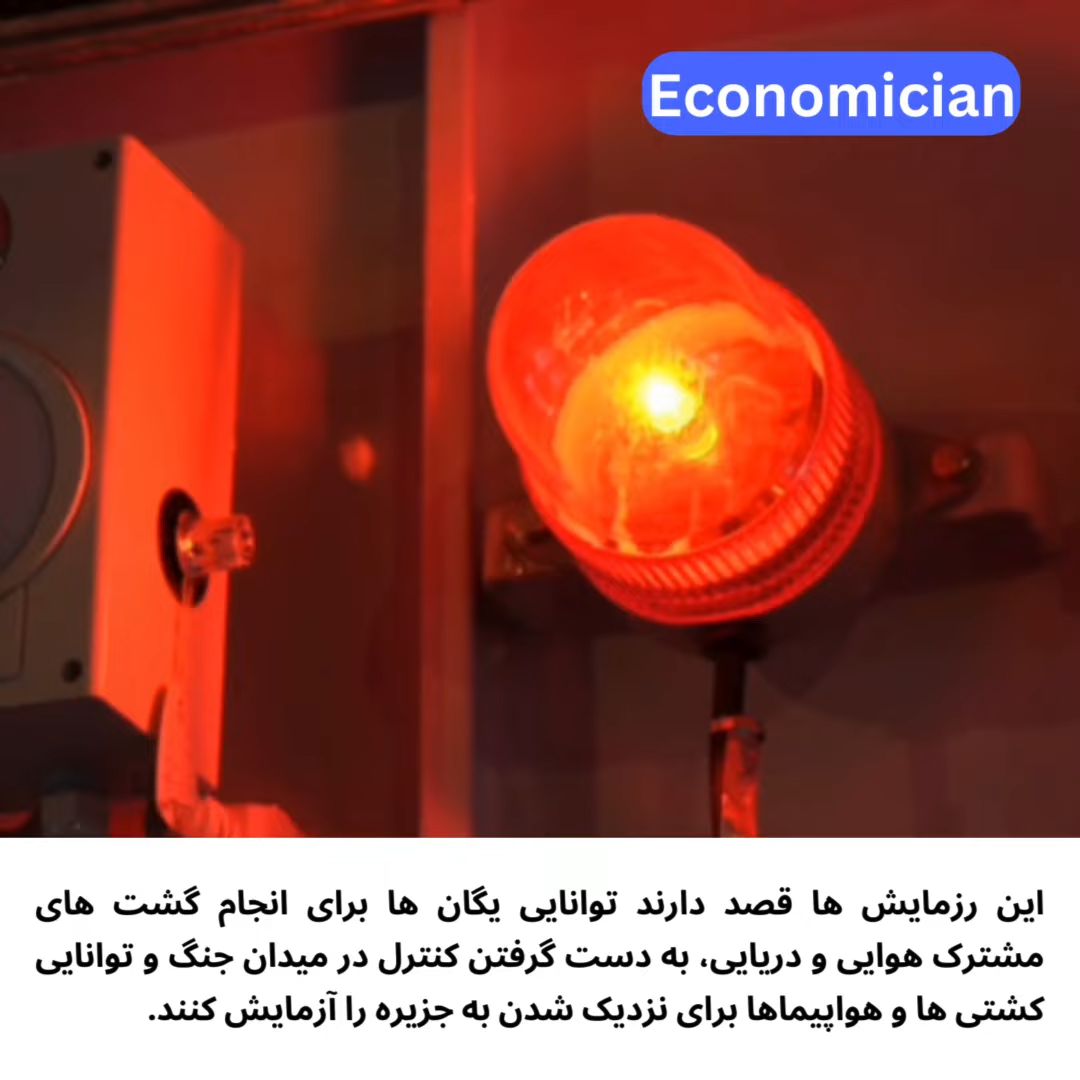 Economician
این رزمایش ها قصد دارند توانایی یگان ها برای انجام گشت های
مشترک هوایی و دریایی، به دست گرفتن کنترل در میدان جنگ و توانایی
کشتی ها و هواپیماها برای نزدیک شدن به جزیره را آزمایش کنند.